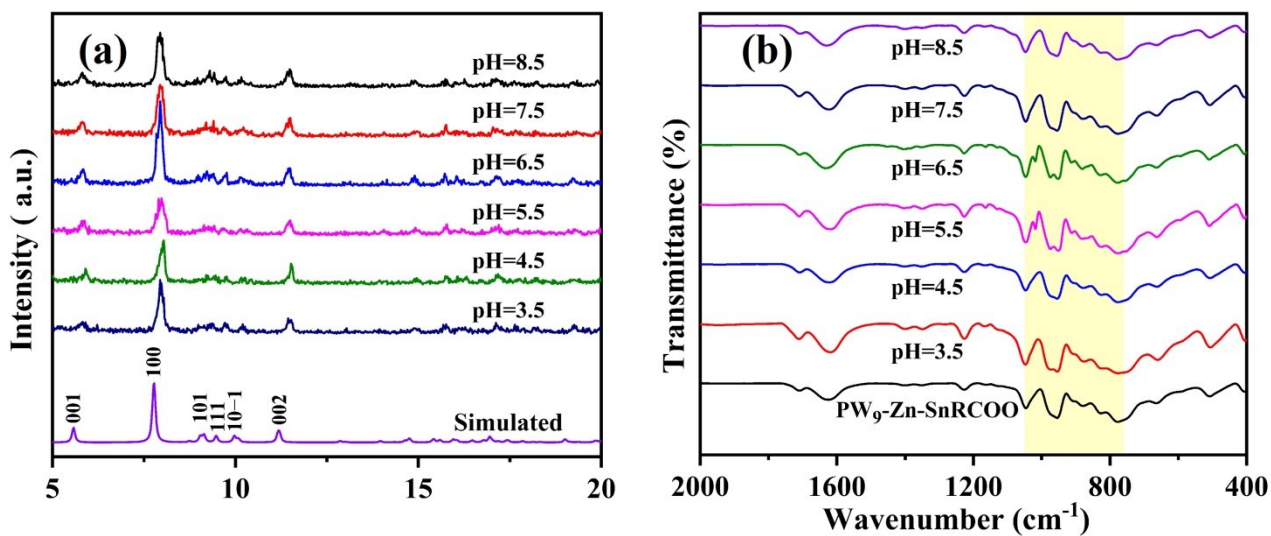 (a)
pH=8.5
pH=7.5
pH=6.5
pH=5.5
pH=4.5
pH=3.5
001
100
101
111
10−1
002
Simulated
Intensity ( a.u.)
5
10
15
20
(b)
pH=8.5
pH=7.5
pH=6.5
pH=5.5
pH=4.5
pH=3.5
PW₉-Zn-SnRCOO
Transmittance (%)
2000
1600
1200
800
400
Wavenumber (cm⁻¹)